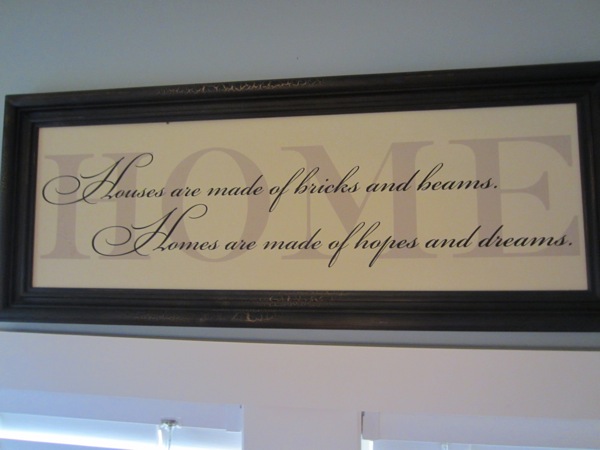 HOME
Houses are made of bricks and beams.
Homes are made of hopes and dreams.